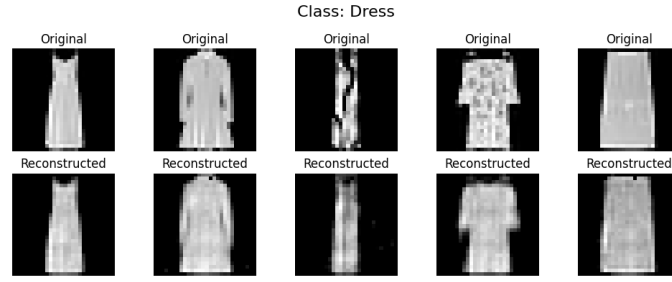 Class: Dress
Original Original Original Original Original
Reconstructed Reconstructed Reconstructed Reconstructed Reconstructed